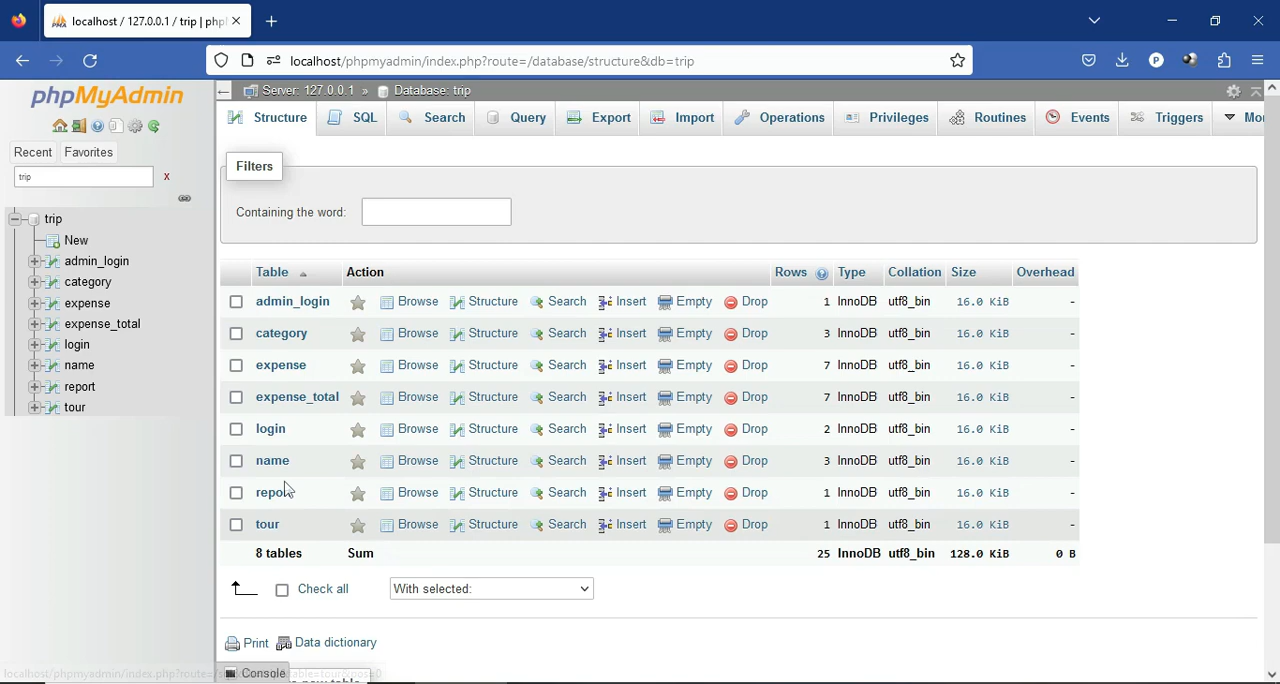 localhost / 127.0.0.1 / trip | phpl
localhost/phpmyadmin/index.php?route=/database/structure&db=trip
phpMyAdmin
Server: 127.0.0.1 » Database: trip
Structure SQL Search Query Export Import Operations Privileges Routines Events Triggers Mo
Recent Favorites
trip x
trip
New
admin_login
category
expense
expense_total
login
name
report
tour
Filters
Containing the word:
Table Action Rows Type Collation Size Overhead
admin_login Browse Structure Search Insert Empty Drop 1 InnoDB utf8_bin 16.0 KiB -
category Browse Structure Search Insert Empty Drop 3 InnoDB utf8_bin 16.0 KiB -
expense Browse Structure Search Insert Empty Drop 7 InnoDB utf8_bin 16.0 KiB -
expense_total Browse Structure Search Insert Empty Drop 7 InnoDB utf8_bin 16.0 KiB -
login Browse Structure Search Insert Empty Drop 2 InnoDB utf8_bin 16.0 KiB -
name Browse Structure Search Insert Empty Drop 3 InnoDB utf8_bin 16.0 KiB -
report Browse Structure Search Insert Empty Drop 1 InnoDB utf8_bin 16.0 KiB -
tour Browse Structure Search Insert Empty Drop 1 InnoDB utf8_bin 16.0 KiB -
8 tables Sum 25 InnoDB utf8_bin 128.0 KiB 0 B
Check all With selected:
Print Data dictionary
Console